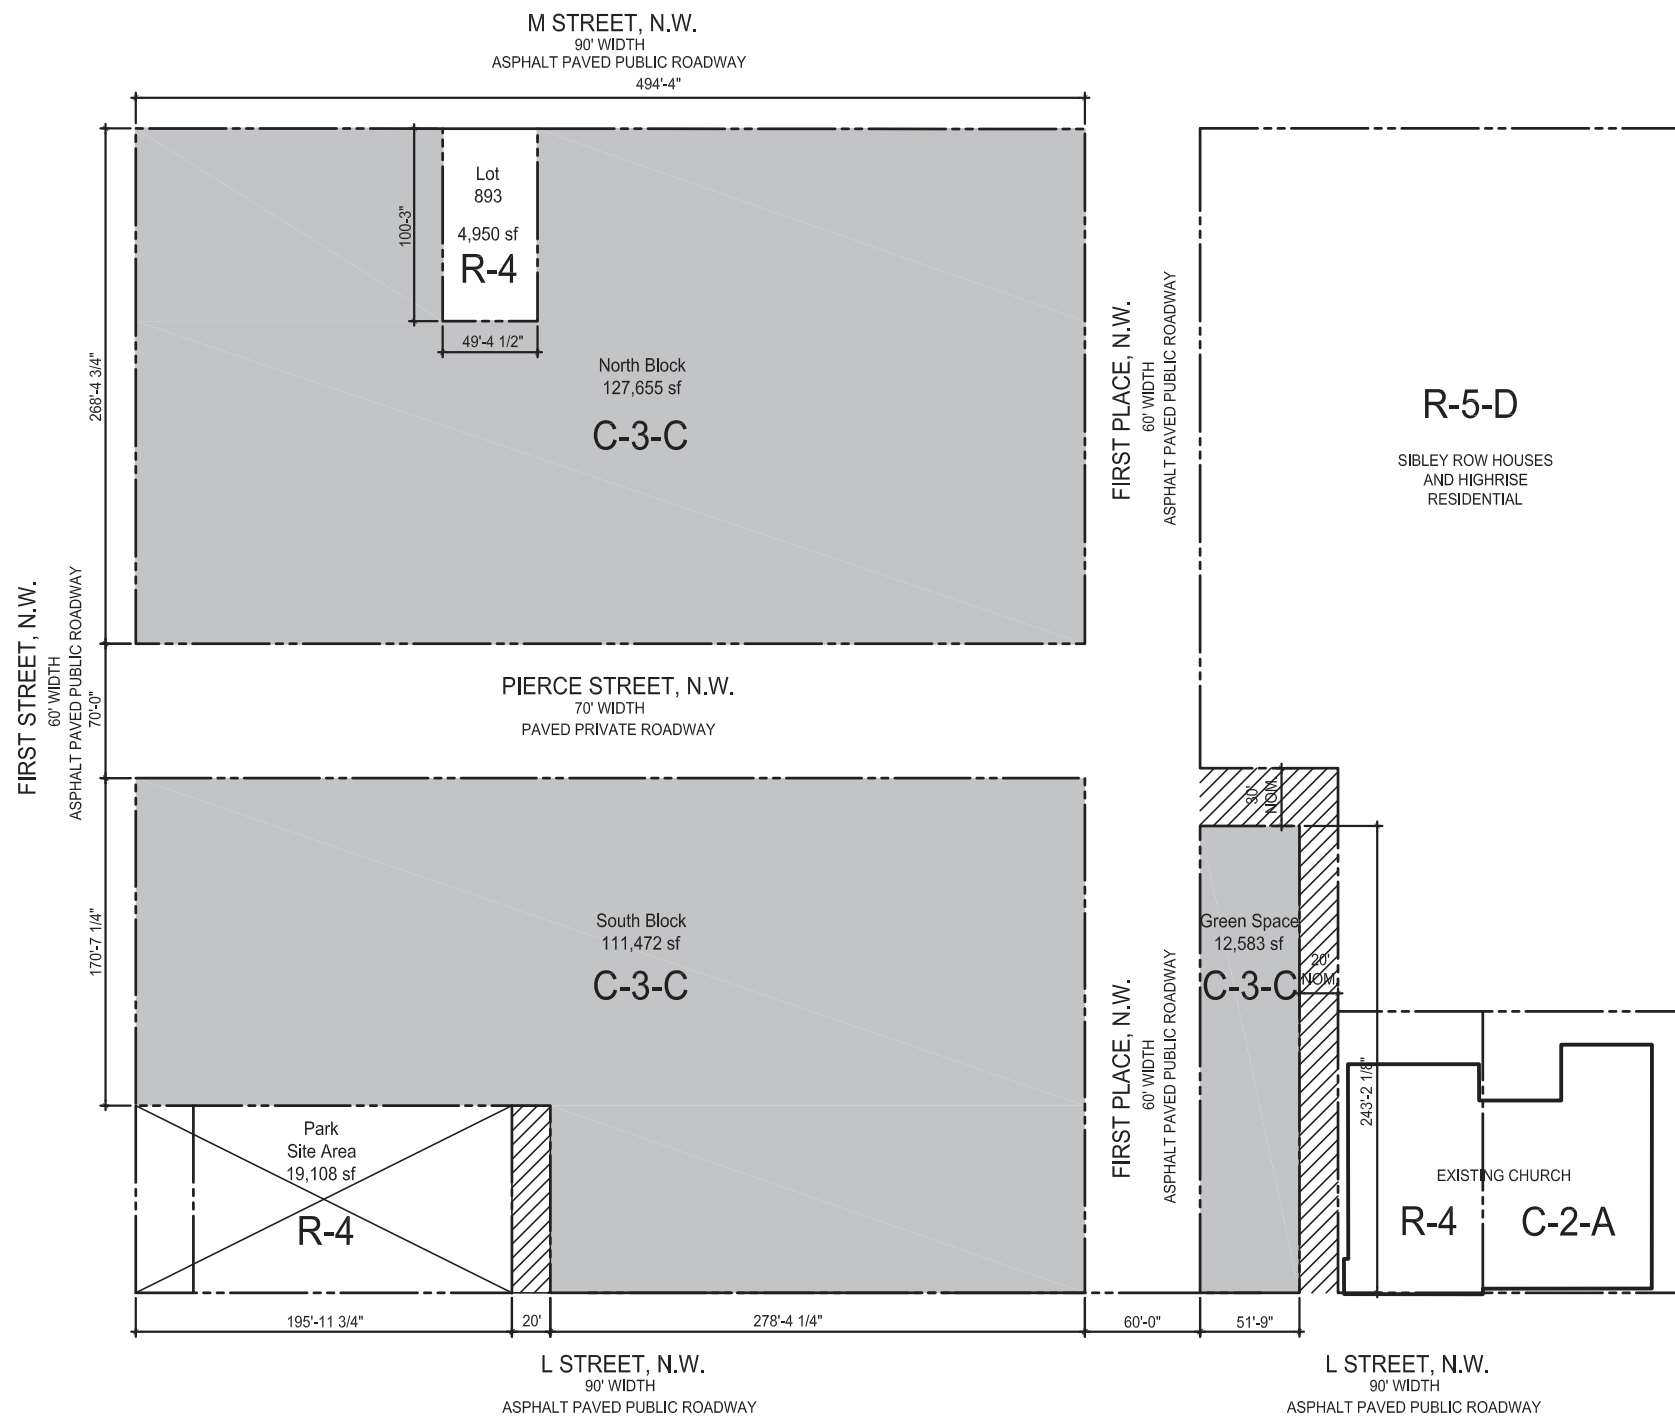 M STREET, N.W.
90' WIDTH
ASPHALT PAVED PUBLIC ROADWAY
494'-4"
Lot
893
4,950 sf
R-4
100'-3"
49'-4 1/2"
268'-4 3/4"
North Block
127,655 sf
C-3-C
FIRST PLACE, N.W.
60' WIDTH
ASPHALT PAVED PUBLIC ROADWAY
R-5-D
SIBLEY ROW HOUSES
AND HIGHRISE
RESIDENTIAL
FIRST STREET, N.W.
60' WIDTH
ASPHALT PAVED PUBLIC ROADWAY
70'-0"
PIERCE STREET, N.W.
70' WIDTH
PAVED PRIVATE ROADWAY
30'
NOM.
170'-7 1/4"
South Block
111,472 sf
C-3-C
Green Space
12,583 sf
C-3-C
20'
NOM.
FIRST PLACE, N.W.
60' WIDTH
ASPHALT PAVED PUBLIC ROADWAY
243'-2 1/8"
Park
Site Area
19,108 sf
R-4
EXISTING CHURCH
R-4
C-2-A
195'-11 3/4"
20'
278'-4 1/4"
60'-0"
51'-9"
L STREET, N.W.
90' WIDTH
ASPHALT PAVED PUBLIC ROADWAY
L STREET, N.W.
90' WIDTH
ASPHALT PAVED PUBLIC ROADWAY